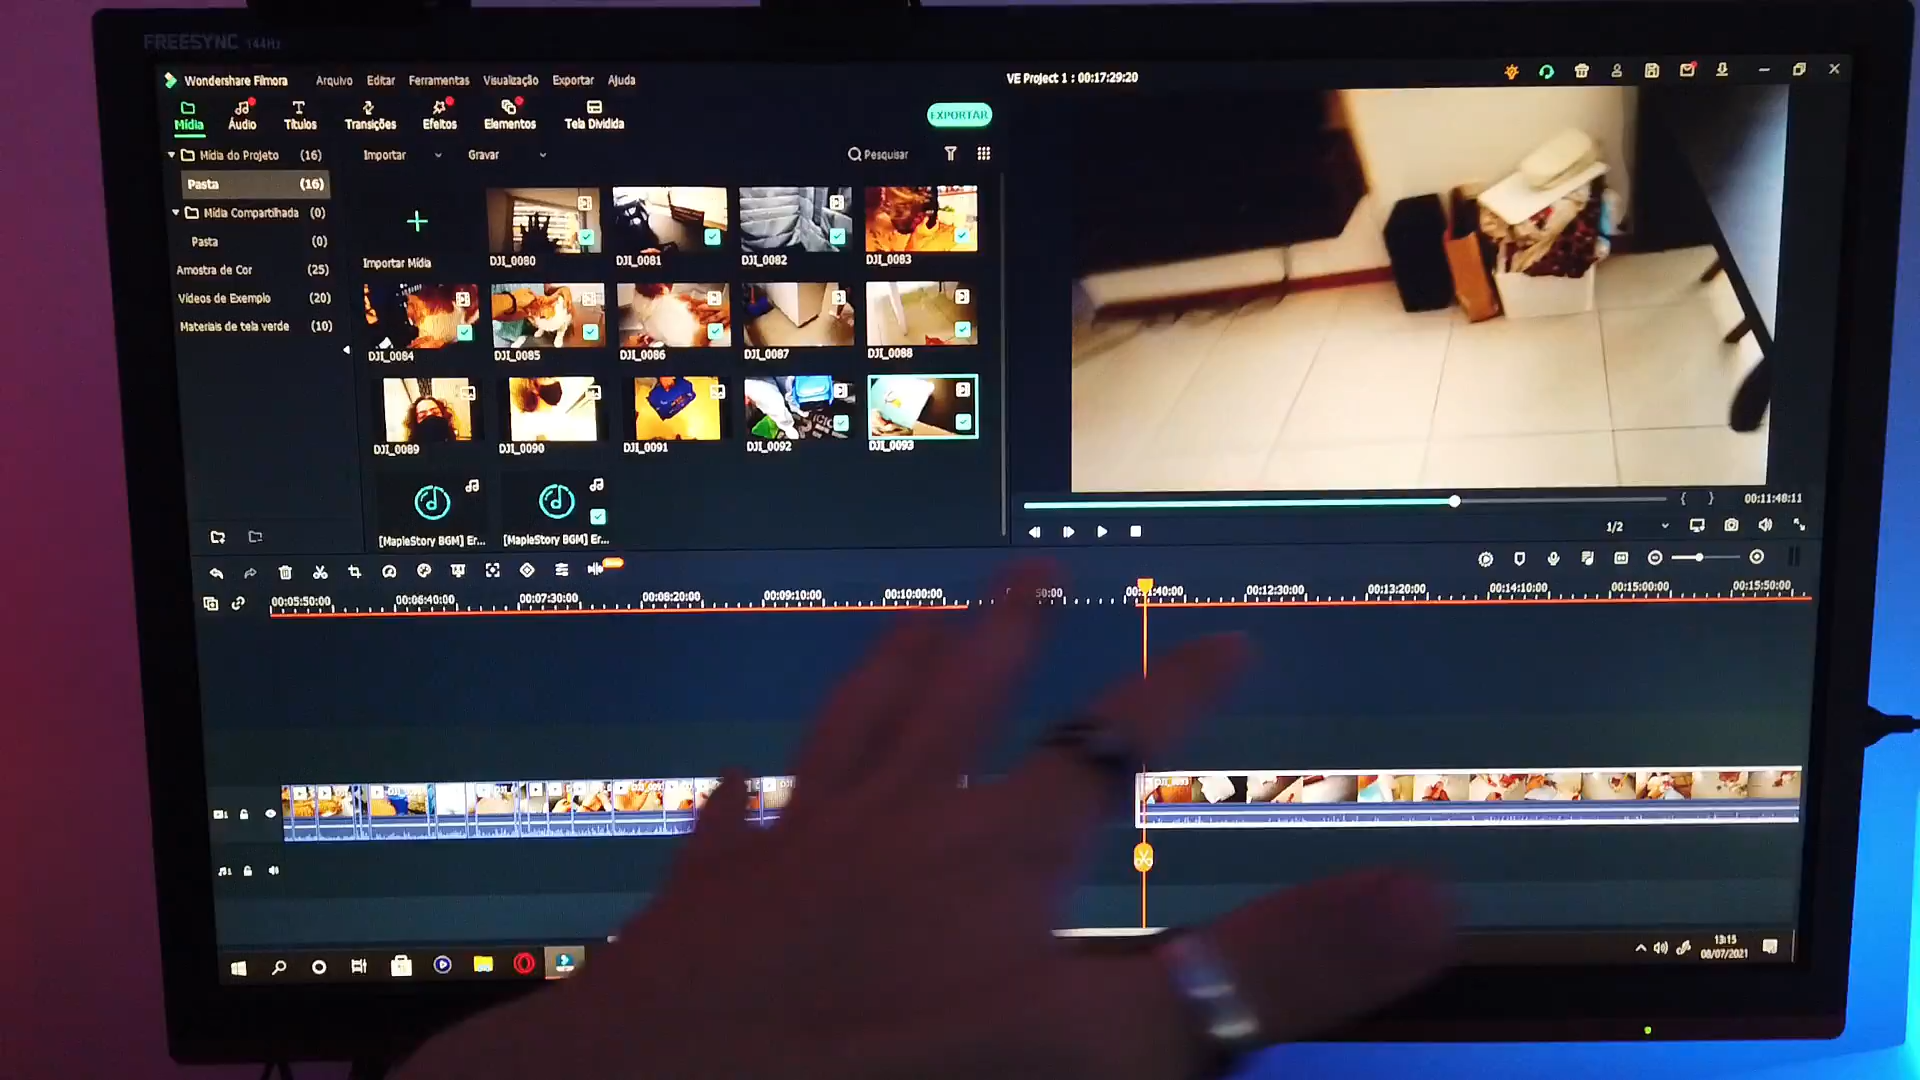 FREESYNC 144Hz
Wondershare Filmora
Arquivo Editar Ferramentas Visualização Exportar Ajuda
VE Project 1 : 00:17:29:20
Mídia Áudio Títulos Transições Efeitos Elementos Tela Dividida
EXPORTAR
Mídia do Projeto (16)
Importar Gravar Pesquisar
Pasta (16)
Mídia Compartilhada (0)
Pasta (0)
Amostra de Cor (25)
Vídeos de Exemplo (20)
Materiais de tela verde (10)
Importar Mídia
DJI_0080 DJI_0081 DJI_0082 DJI_0083
DJI_0084 DJI_0085 DJI_0086 DJI_0087 DJI_0088
DJI_0089 DJI_0090 DJI_0091 DJI_0092 DJI_0093
[MapleStory BGM] Er... [MapleStory BGM] Er...
{ } 00:11:48:11
1/2
00:05:50:00 00:06:40:00 00:07:30:00 00:08:20:00 00:09:10:00 00:10:00:00 50:00 00:11:40:00 00:12:30:00 00:13:20:00 00:14:10:00 00:15:00:00 00:15:50:00
13:15
08/07/2021